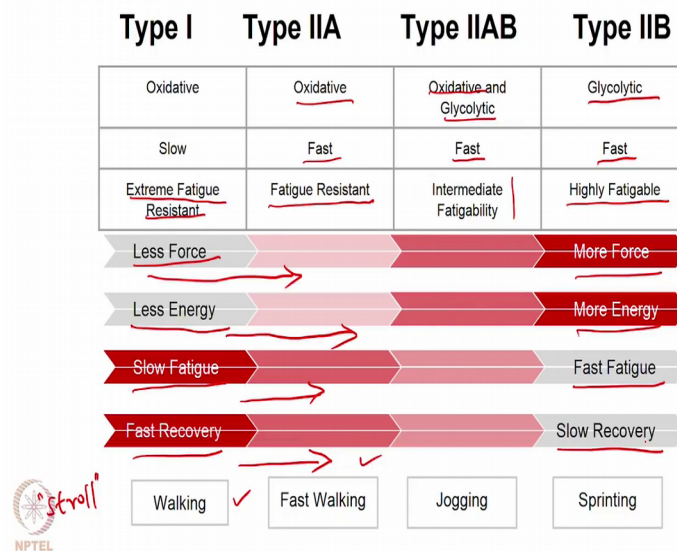 Type I Type IIA Type IIAB Type IIB
Oxidative Oxidative Oxidative and Glycolytic Glycolytic
Slow Fast Fast Fast
Extreme Fatigue Resistant Fatigue Resistant Intermediate Fatigability Highly Fatigable
Less Force More Force
Less Energy More Energy
Slow Fatigue Fast Fatigue
Fast Recovery Slow Recovery
"stroll" Walking Fast Walking Jogging Sprinting
NPTEL